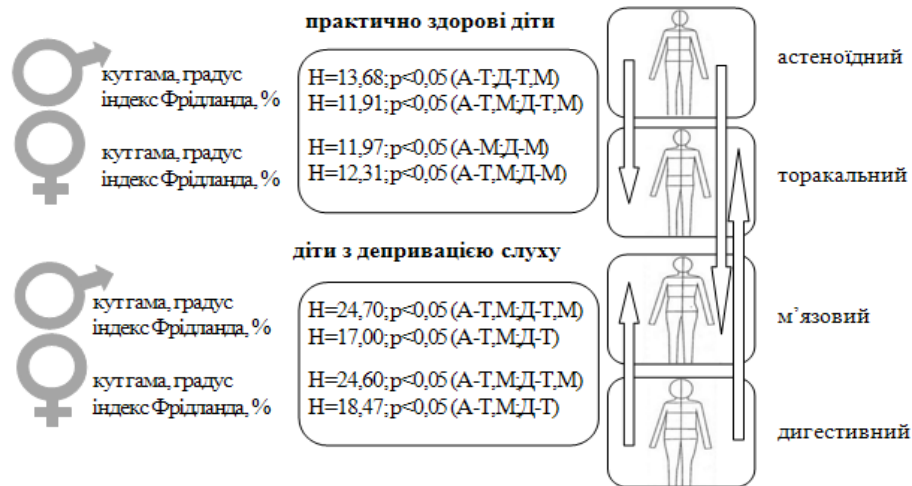 практично здорові діти
кут гама, градус
індекс Фрідланда, %
H=13,68; p<0,05 (А-Т;Д-Т,М)
H=11,91; p<0,05 (А-Т,М;Д-Т,М)
кут гама, градус
індекс Фрідланда, %
H=11,97; p<0,05 (А-М;Д-М)
H=12,31; p<0,05 (А-Т,М;Д-М)
діти з депривацією слуху
кут гама, градус
індекс Фрідланда, %
H=24,70; p<0,05 (А-Т,М;Д-Т,М)
H=17,00; p<0,05 (А-Т,М;Д-Т)
кут гама, градус
індекс Фрідланда, %
H=24,60; p<0,05 (А-Т,М;Д-Т,М)
H=18,47; p<0,05 (А-Т,М;Д-Т)
астеноїдний
торакальний
м’язовий
дигестивний